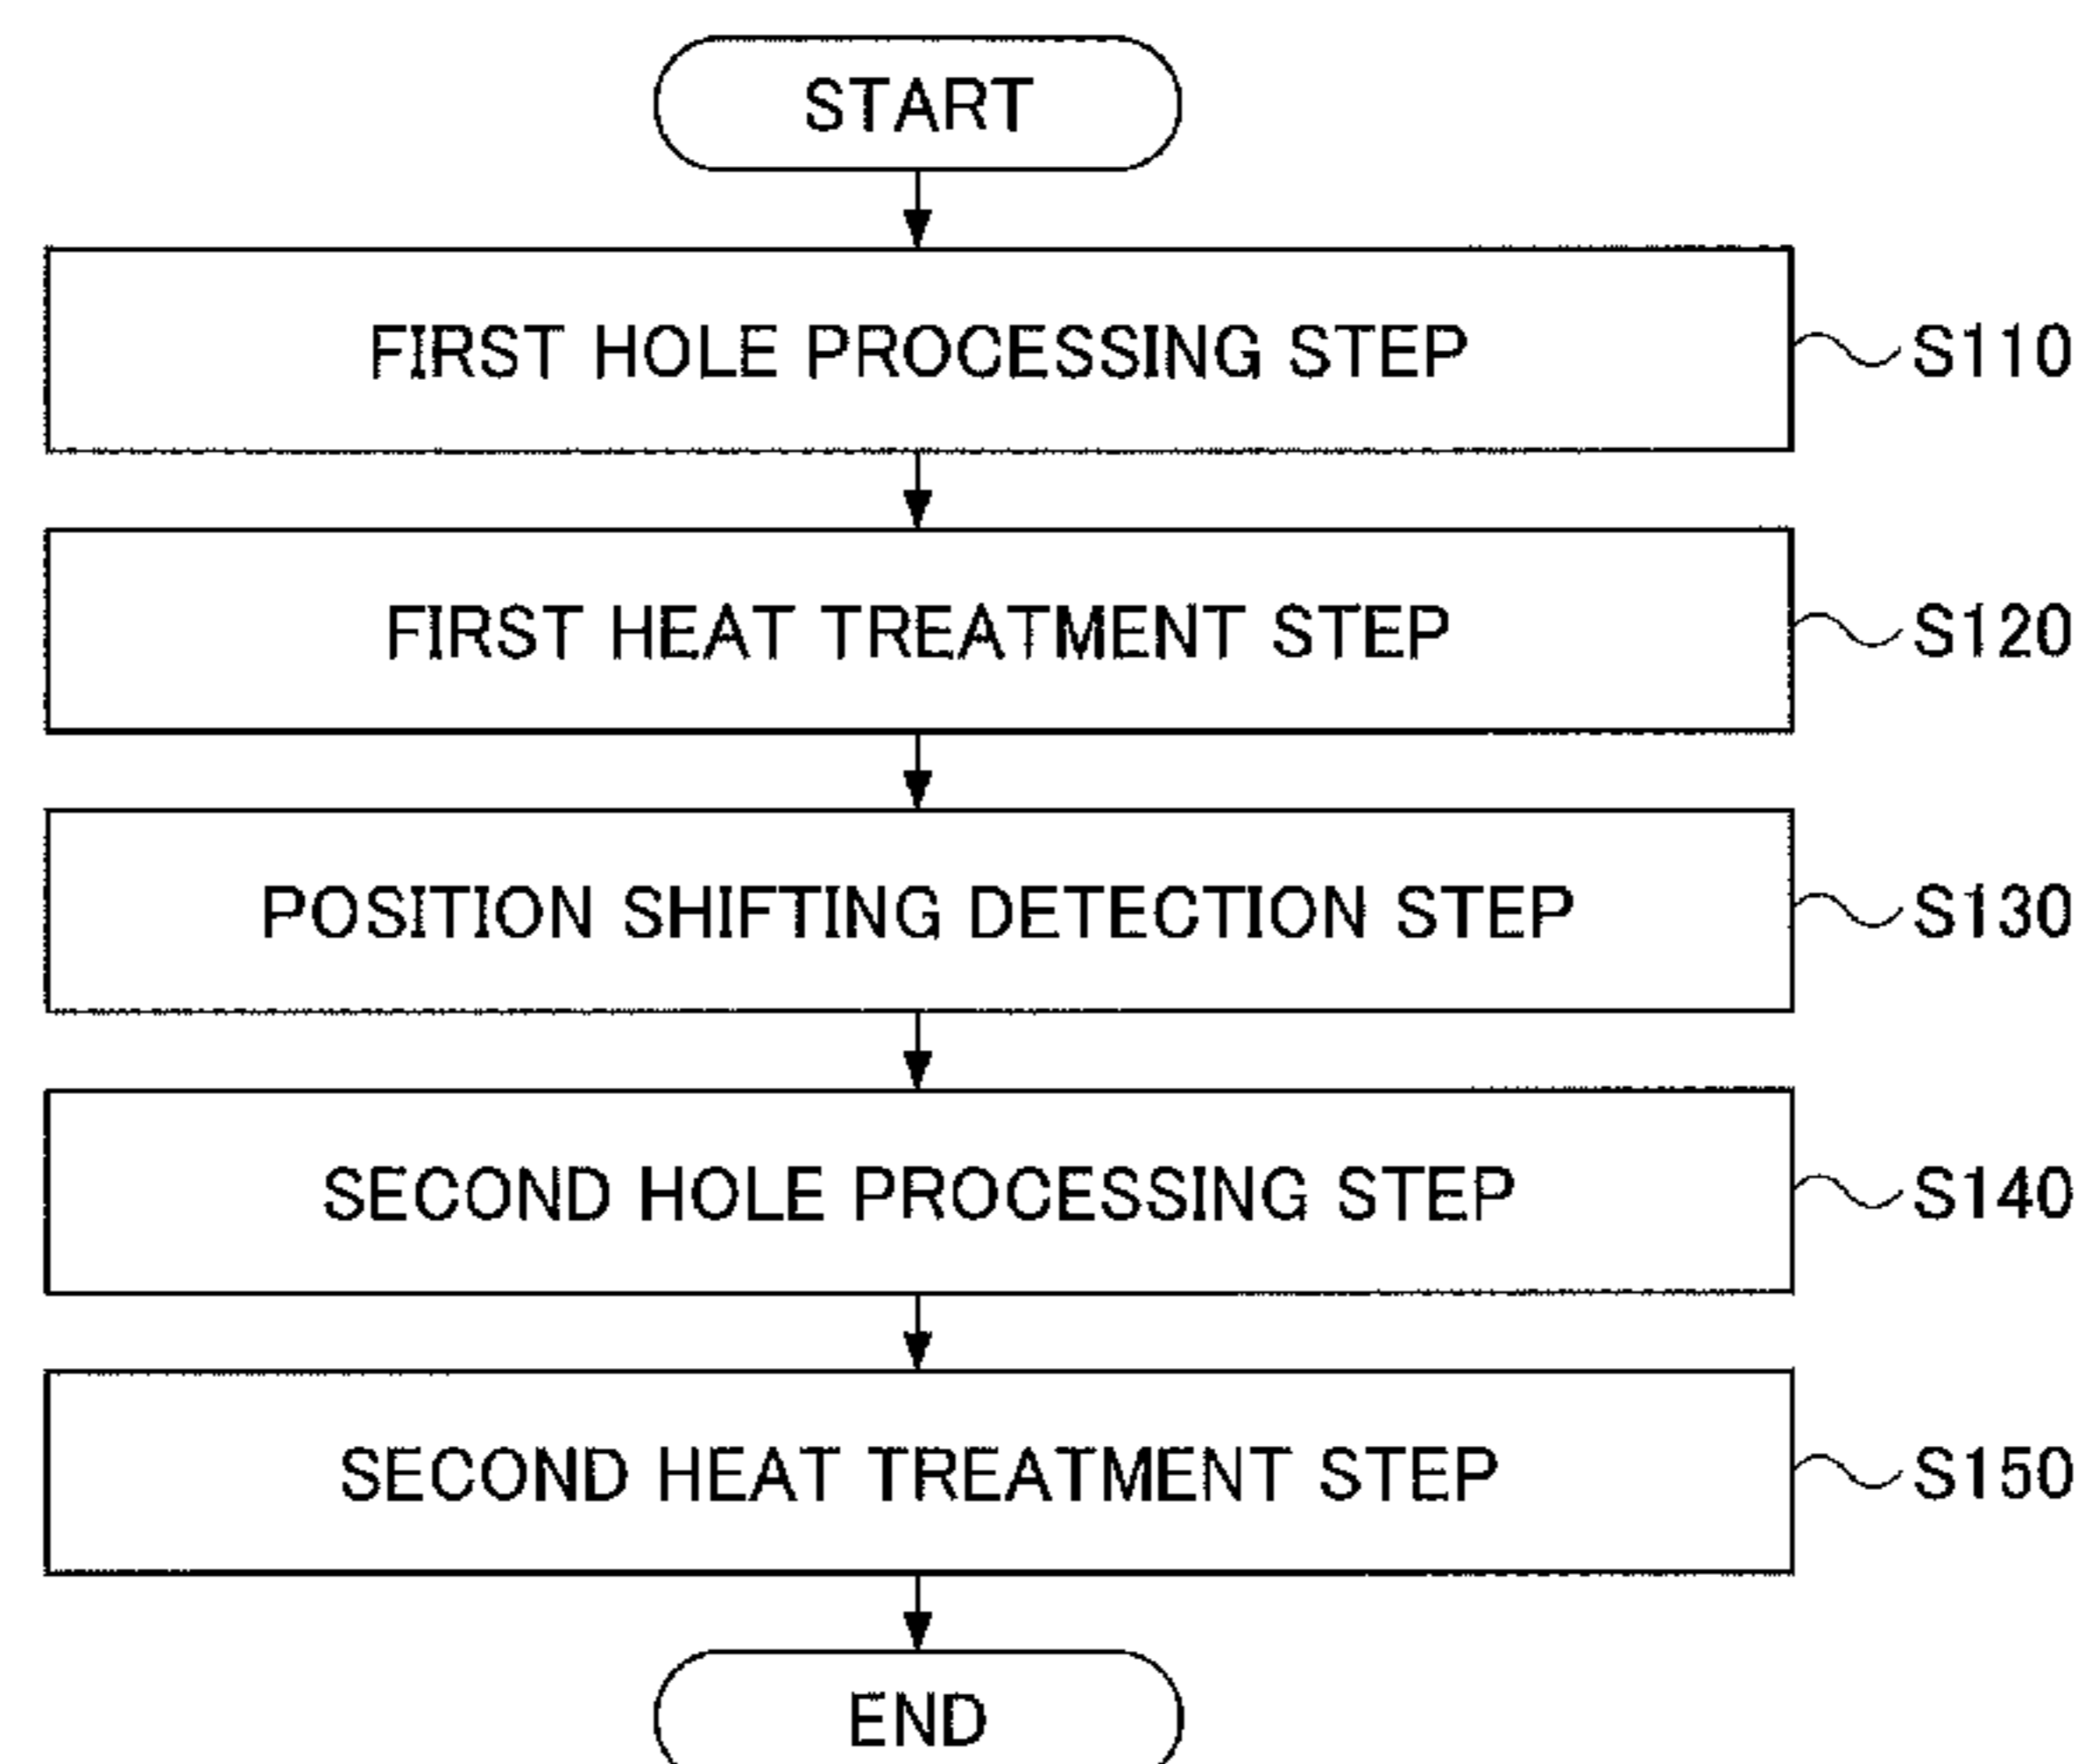 START
FIRST HOLE PROCESSING STEP
S110
FIRST HEAT TREATMENT STEP
S120
POSITION SHIFTING DETECTION STEP
S130
SECOND HOLE PROCESSING STEP
S140
SECOND HEAT TREATMENT STEP
S150
END